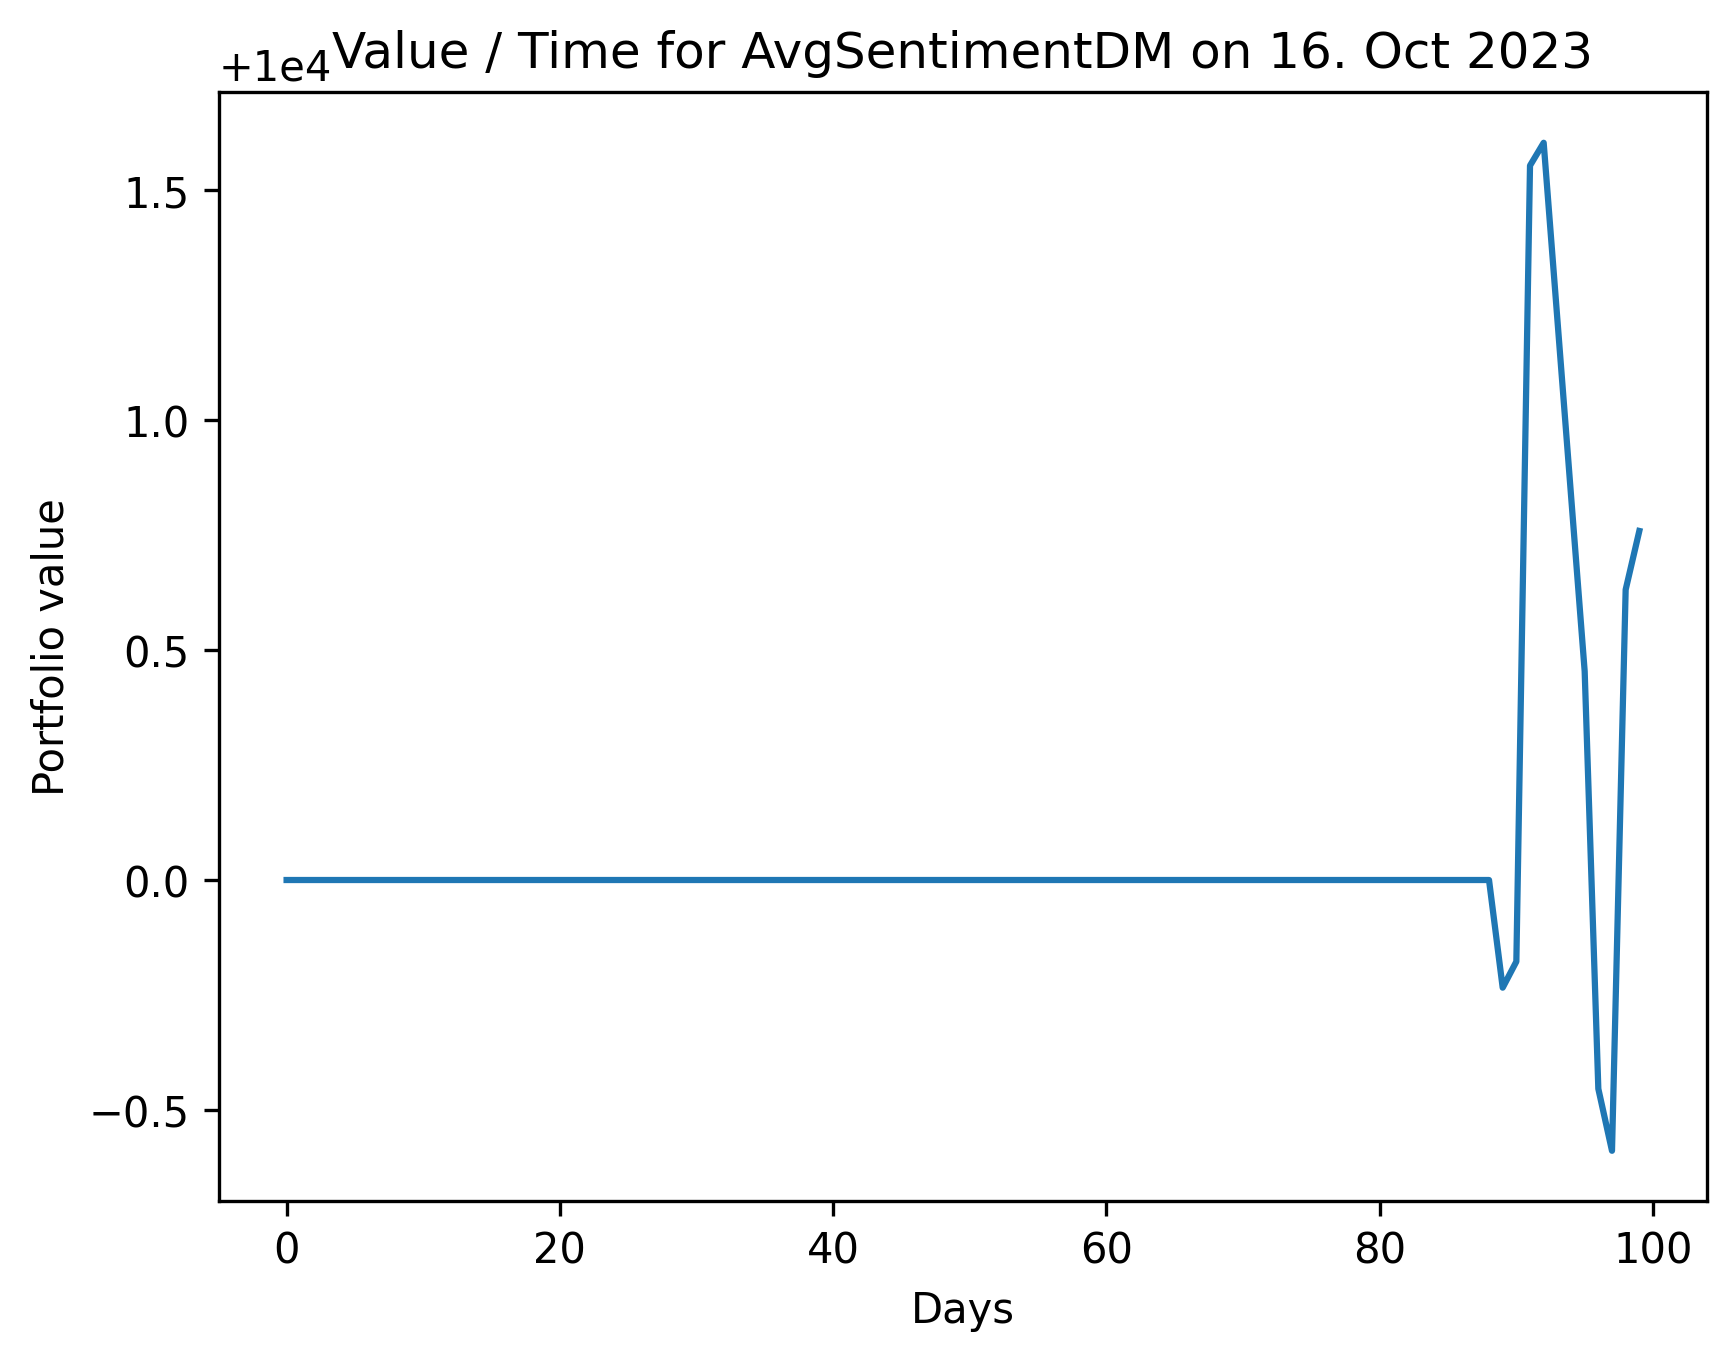 Value / Time for AvgSentimentDM on 16. Oct 2023
+1e4
1.5
1.0
0.5
0.0
−0.5
Portfolio value
0 20 40 60 80 100
Days